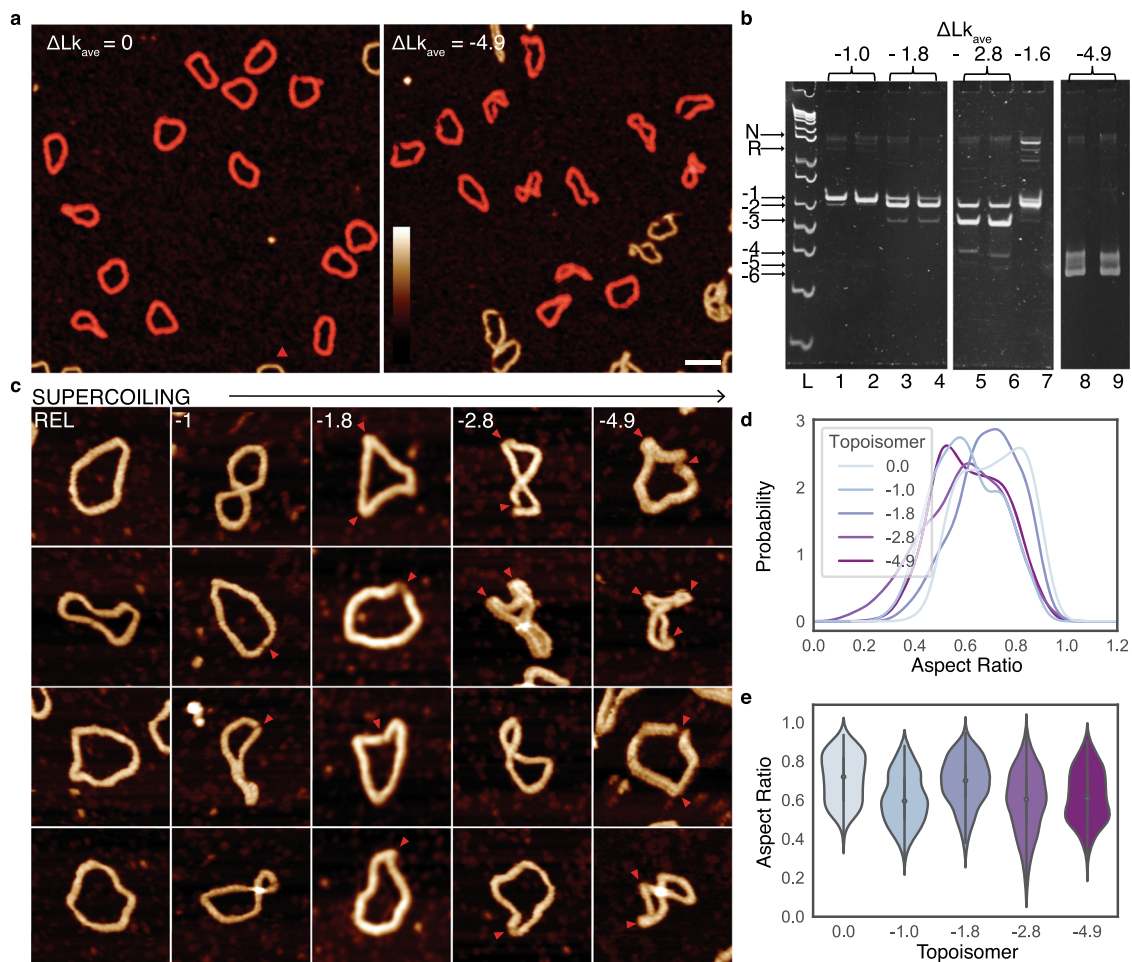 a
ΔLk_ave = 0
ΔLk_ave = -4.9
b
ΔLk_ave
-1.0
-1.8
- 2.8
-1.6
-4.9
N
R
-1
-2
-3
-4
-5
-6
L 1 2 3 4 5 6 7 8 9
c
SUPERCOILING
REL
-1
-1.8
-2.8
-4.9
d
Probability
3
2
1
0
Topoisomer
0.0
-1.0
-1.8
-2.8
-4.9
0.0 0.2 0.4 0.6 0.8 1.0 1.2
Aspect Ratio
e
Aspect Ratio
1.0
0.8
0.6
0.4
0.2
0.0
0.0 -1.0 -1.8 -2.8 -4.9
Topoisomer